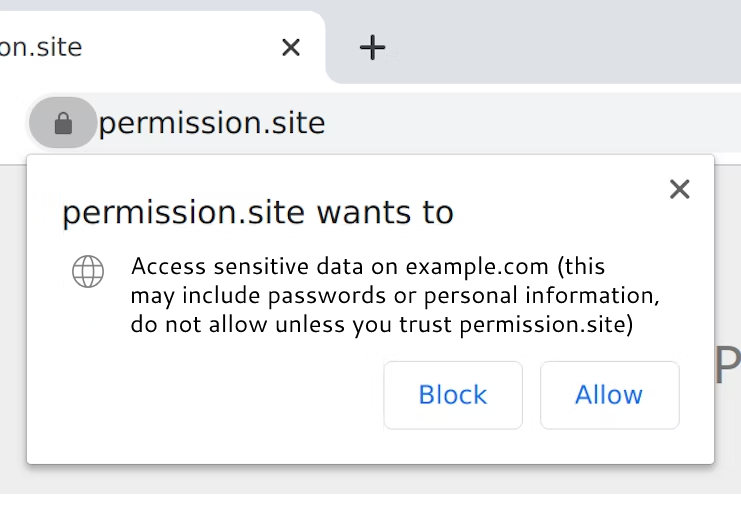 on.site
permission.site
permission.site wants to
Access sensitive data on example.com (this
may include passwords or personal information,
do not allow unless you trust permission.site)
P
Block Allow